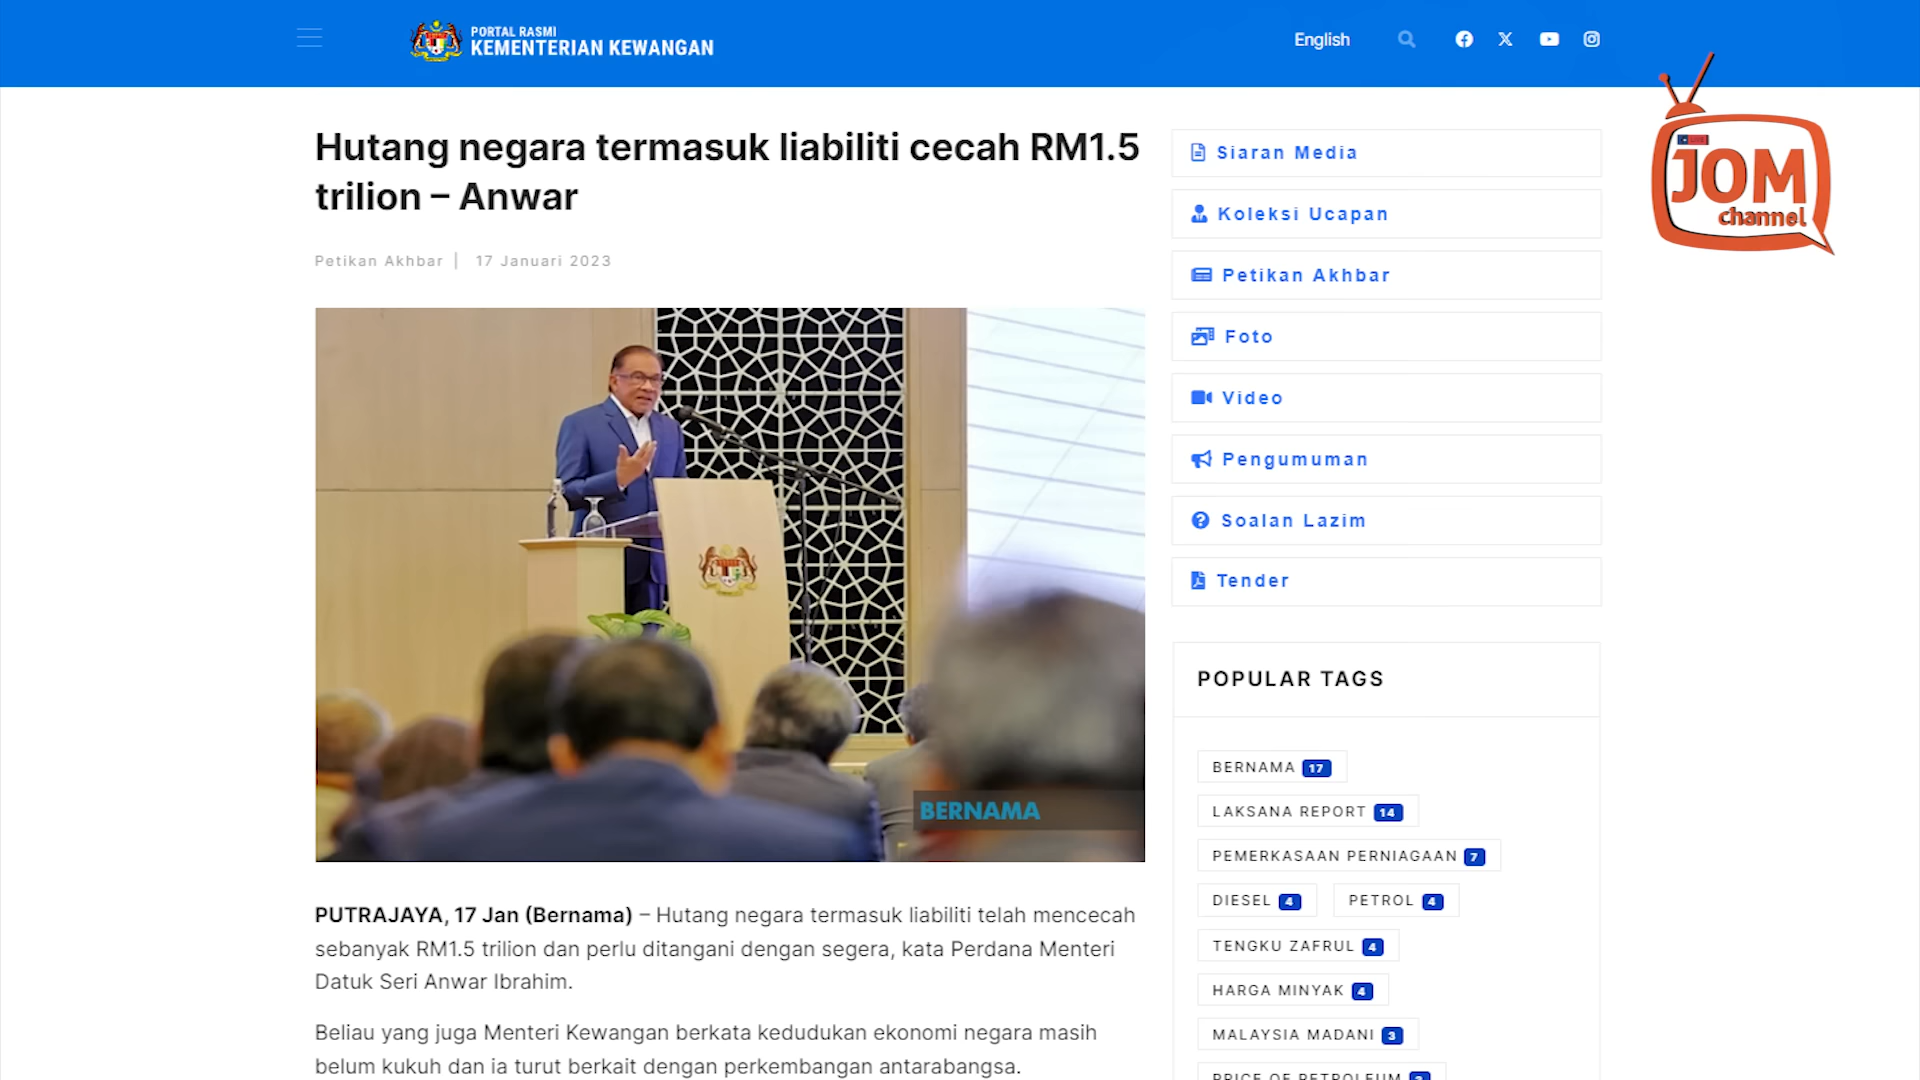 PORTAL RASMI
KEMENTERIAN KEWANGAN
English
JOM
channel
Hutang negara termasuk liabiliti cecah RM1.5
trilion – Anwar
Petikan Akhbar | 17 Januari 2023
BERNAMA
PUTRAJAYA, 17 Jan (Bernama) – Hutang negara termasuk liabiliti telah mencecah
sebanyak RM1.5 trilion dan perlu ditangani dengan segera, kata Perdana Menteri
Datuk Seri Anwar Ibrahim.
Beliau yang juga Menteri Kewangan berkata kedudukan ekonomi negara masih
belum kukuh dan ia turut berkait dengan perkembangan antarabangsa.
Siaran Media
Koleksi Ucapan
Petikan Akhbar
Foto
Video
Pengumuman
Soalan Lazim
Tender
POPULAR TAGS
BERNAMA 17
LAKSANA REPORT 14
PEMERKASAAN PERNIAGAAN 7
DIESEL 4 PETROL 4
TENGKU ZAFRUL 4
HARGA MINYAK 4
MALAYSIA MADANI 3
PRICE OF PETROLEUM